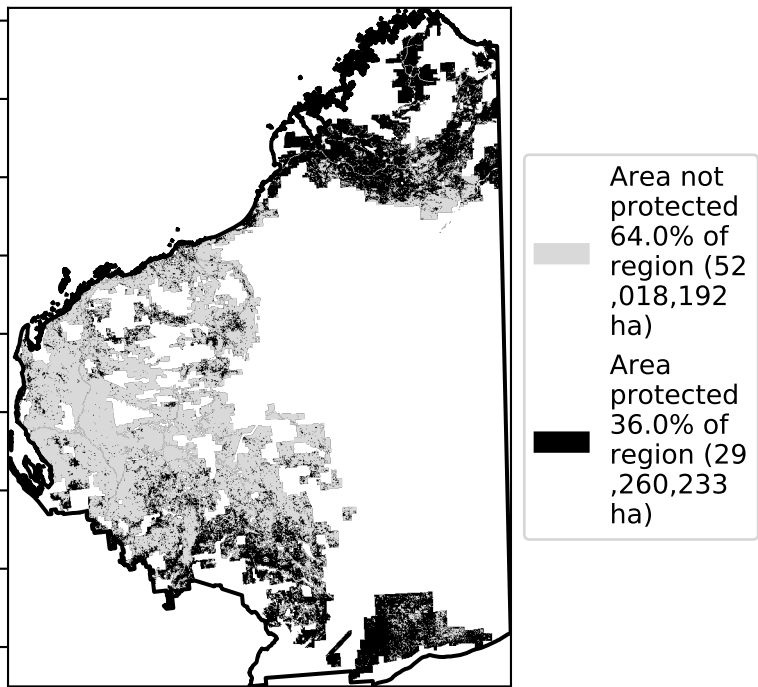 Area not
protected
64.0% of
region (52
,018,192
ha)
Area
protected
36.0% of
region (29
,260,233
ha)